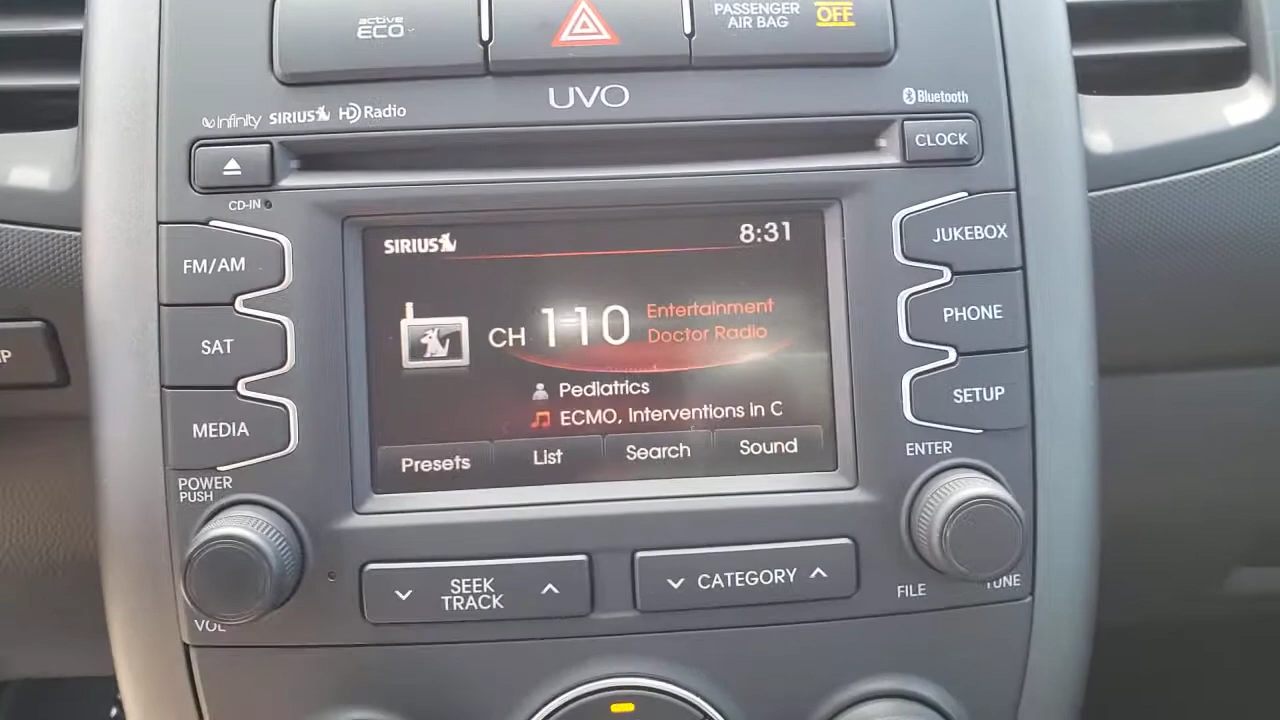 active
ECO
PASSENGER
AIR BAG OFF
UVO
Infinity SIRIUS HD Radio
Bluetooth
CLOCK
CD-IN
SIRIUS
8:31
FM/AM
JUKEBOX
CH 110
Entertainment
Doctor Radio
SAT
PHONE
Pediatrics
ECMO, Interventions in C
MEDIA
SETUP
Presets List Search Sound
POWER
PUSH
ENTER
SEEK
TRACK
CATEGORY
VOL
FILE
TUNE